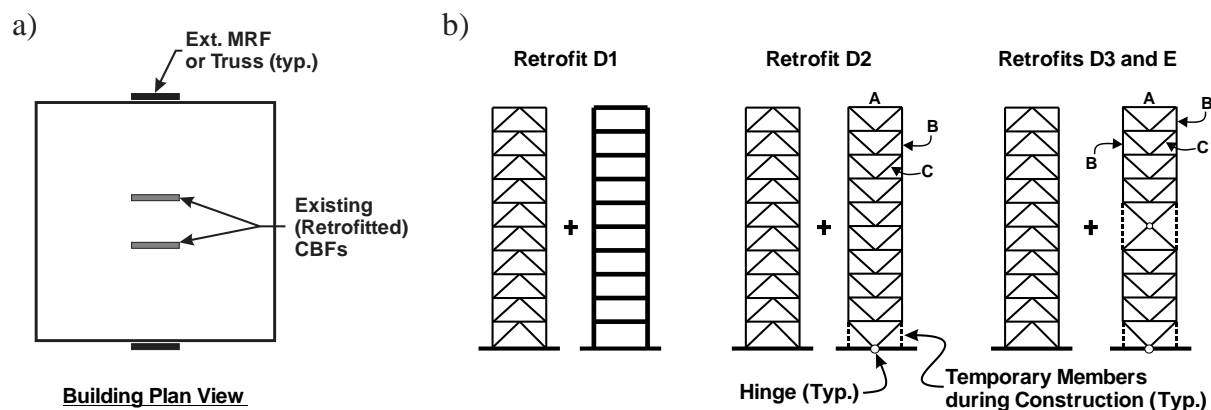 a)
Ext. MRF
or Truss (typ.)
Existing
(Retrofitted)
CBFs
Building Plan View
b)
Retrofit D1
+
Retrofit D2
+
A
B
C
Hinge (Typ.)
Temporary Members
during Construction (Typ.)
Retrofits D3 and E
+
A
B
B
C